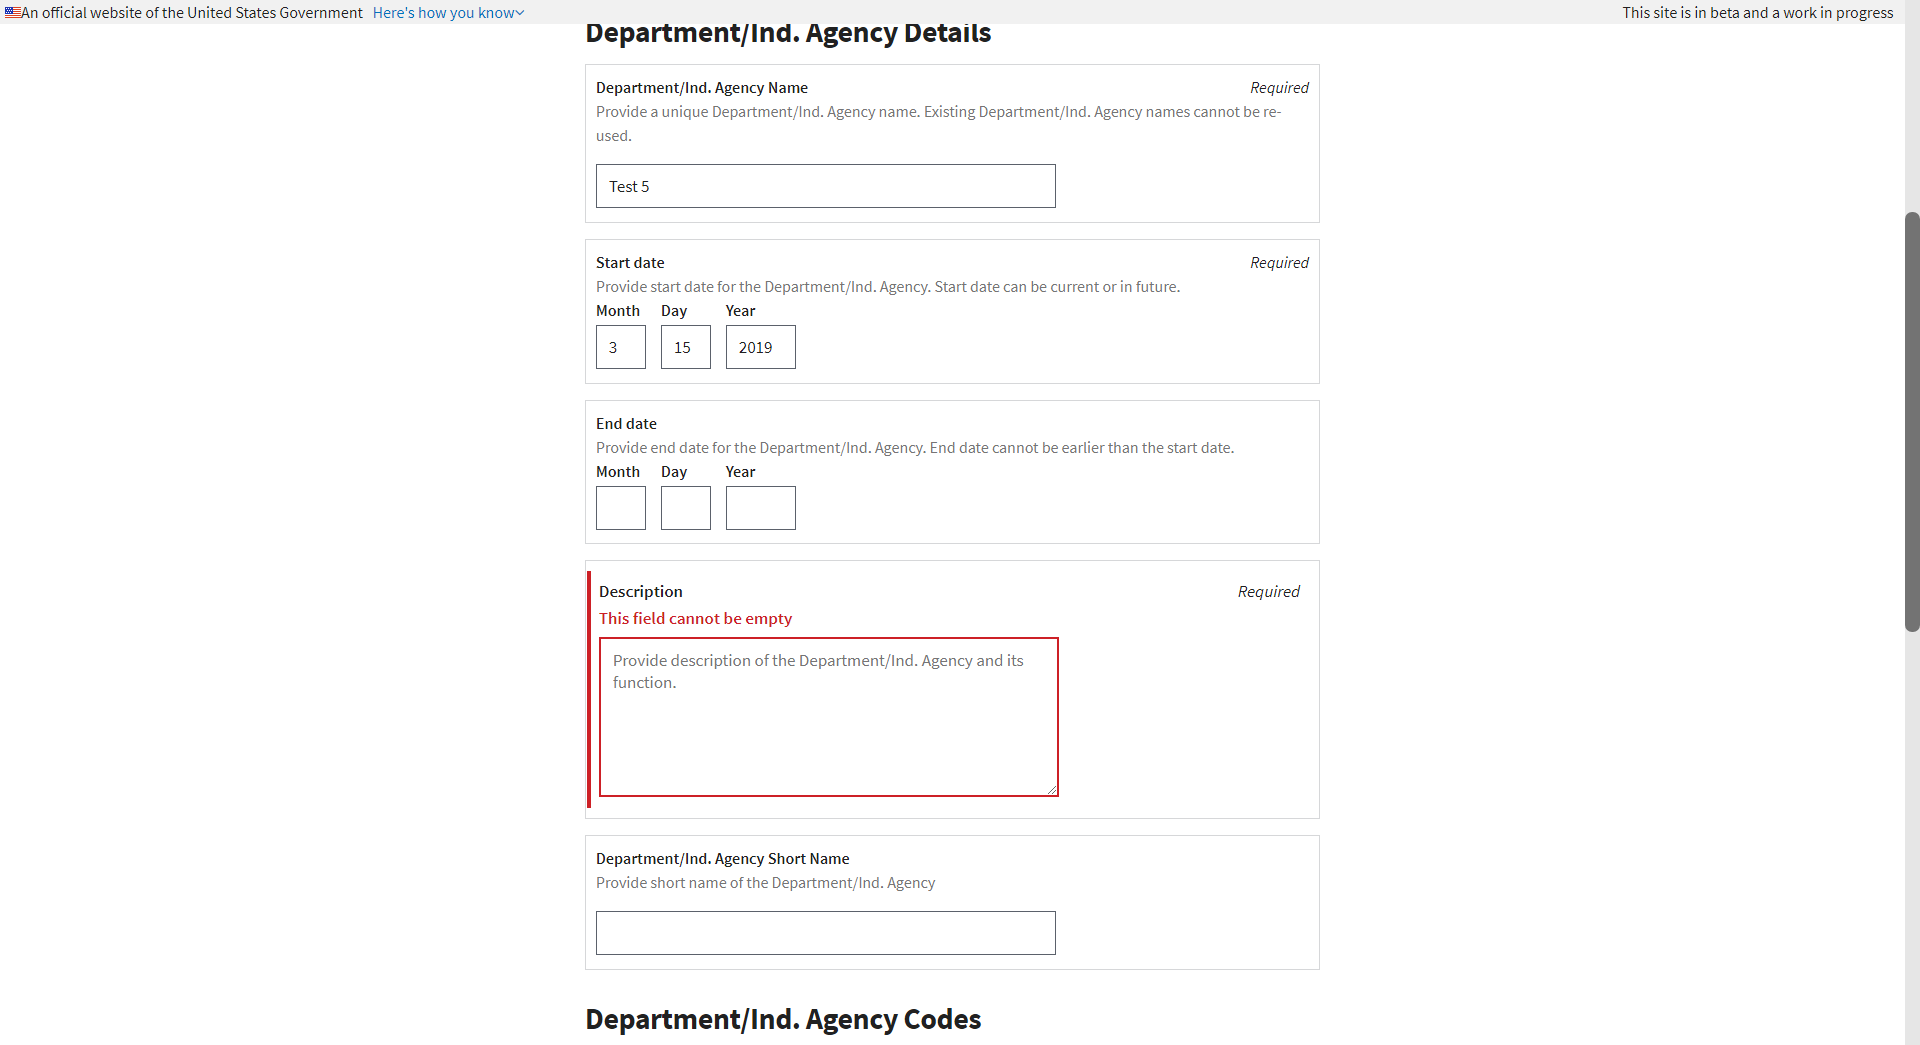 An official website of the United States Government Here's how you know
This site is in beta and a work in progress
Department/Ind. Agency Details
Department/Ind. Agency Name
Required
Provide a unique Department/Ind. Agency name. Existing Department/Ind. Agency names cannot be re-
used.
Test 5
Start date
Required
Provide start date for the Department/Ind. Agency. Start date can be current or in future.
Month Day Year
3 15 2019
End date
Provide end date for the Department/Ind. Agency. End date cannot be earlier than the start date.
Month Day Year
Description
Required
This field cannot be empty
Provide description of the Department/Ind. Agency and its
function.
Department/Ind. Agency Short Name
Provide short name of the Department/Ind. Agency
Department/Ind. Agency Codes